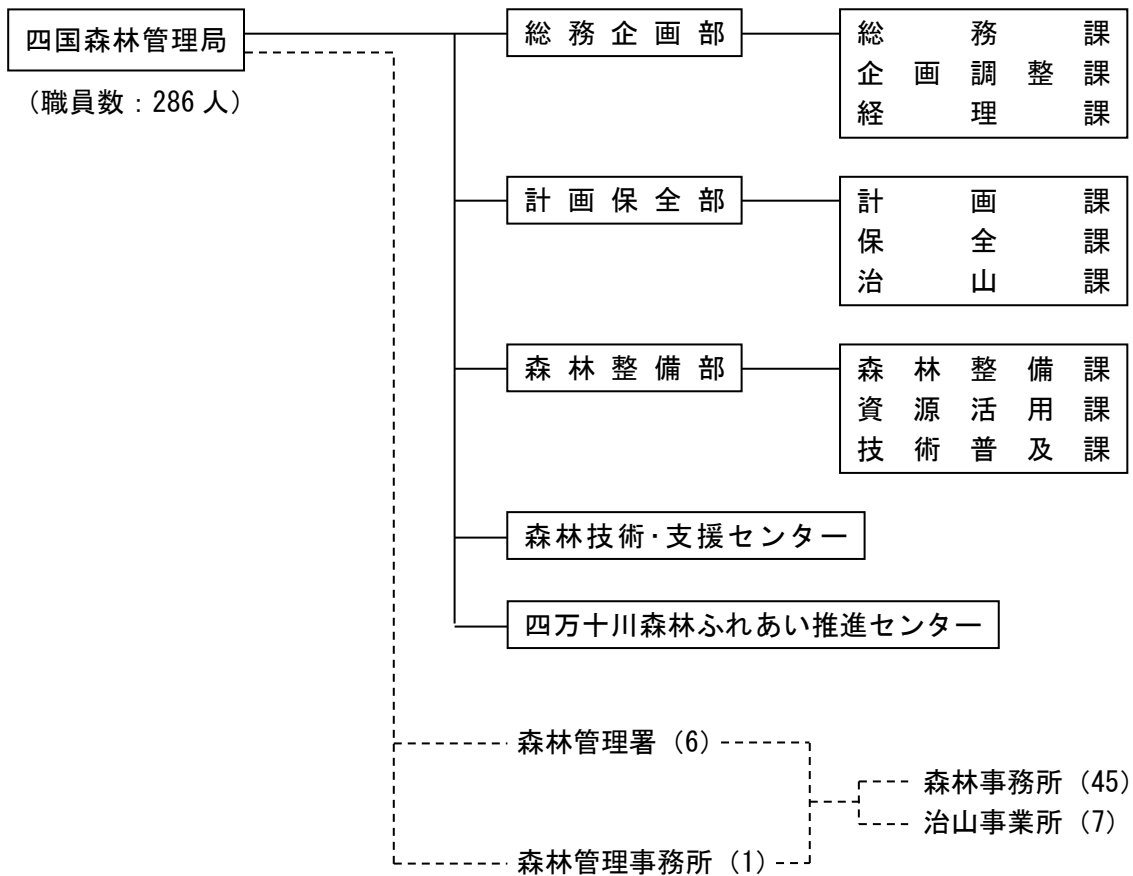 四国森林管理局
（職員数：286人）
総務企画部
総務課
企画調整課
経理課
計画保全部
計画課
保全課
治山課
森林整備部
森林整備課
資源活用課
技術普及課
森林技術・支援センター
四万十川森林ふれあい推進センター
森林管理署（6）
森林事務所（45）
治山事業所（7）
森林管理事務所（1）